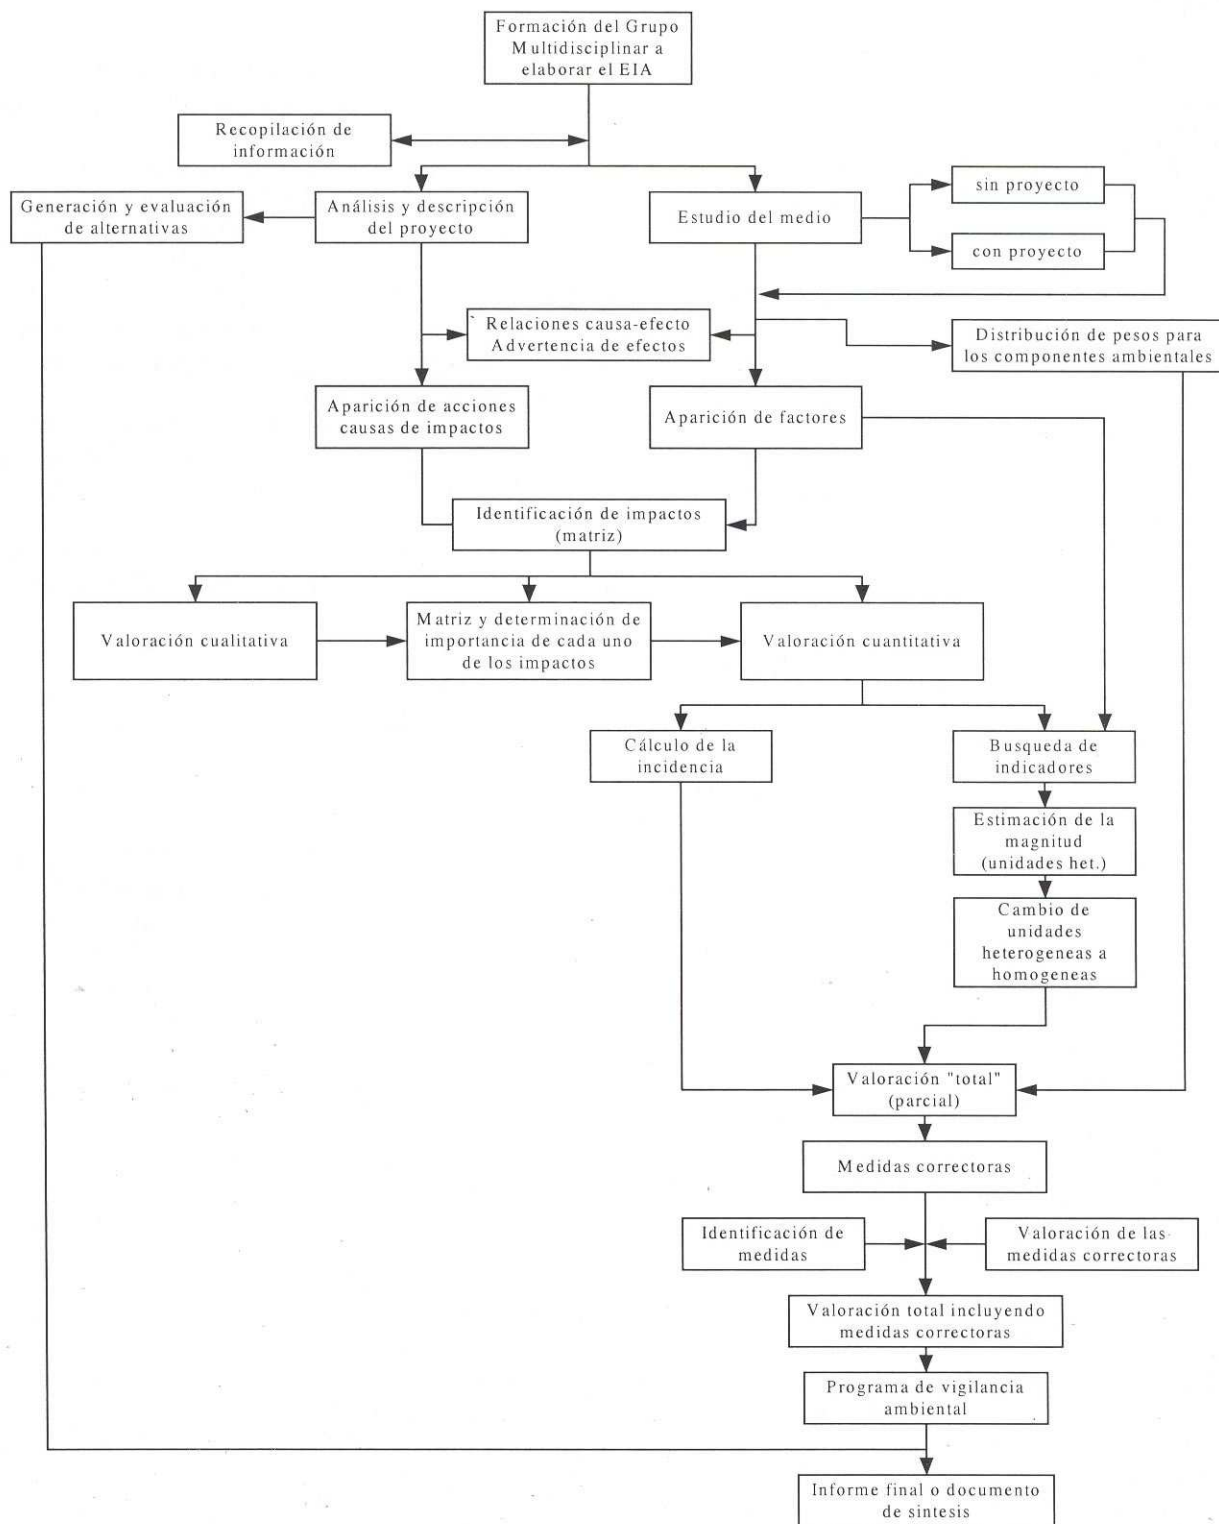 Formación del Grupo
Multidisciplinar a
elaborar el EIA
Recopilación de
información
Generación y evaluación
de alternativas
Análisis y descripción
del proyecto
Estudio del medio
sin proyecto
con proyecto
Relaciones causa-efecto
Advertencia de efectos
Distribución de pesos para
los componentes ambientales
Aparición de acciones
causas de impactos
Aparición de factores
Identificación de impactos
(matriz)
Valoración cualitativa
Matriz y determinación de
importancia de cada uno
de los impactos
Valoración cuantitativa
Cálculo de la
incidencia
Busqueda de
indicadores
Estimación de la
magnitud
(unidades het.)
Cambio de
unidades
heterogeneas a
homogeneas
Valoración "total"
(parcial)
Medidas correctoras
Identificación de
medidas
Valoración de las
medidas correctoras
Valoración total incluyendo
medidas correctoras
Programa de vigilancia
ambiental
Informe final o documento
de sintesis